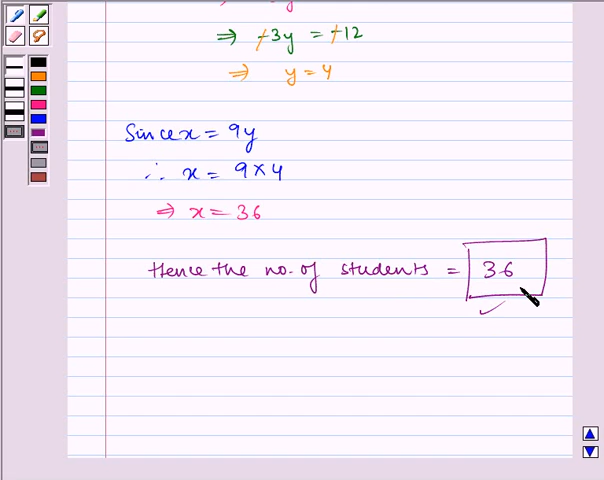 ⇒ -3y = -12
⇒ y = 4
Since x = 9y
∴ x = 9×4
⇒ x = 36
Hence the no. of students = 36